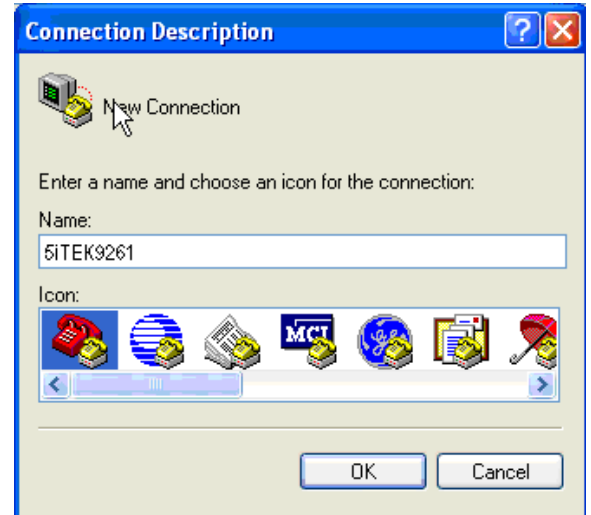 Connection Description
New Connection
Enter a name and choose an icon for the connection:
Name:
5iTEK9261
Icon:
MCI
OK Cancel